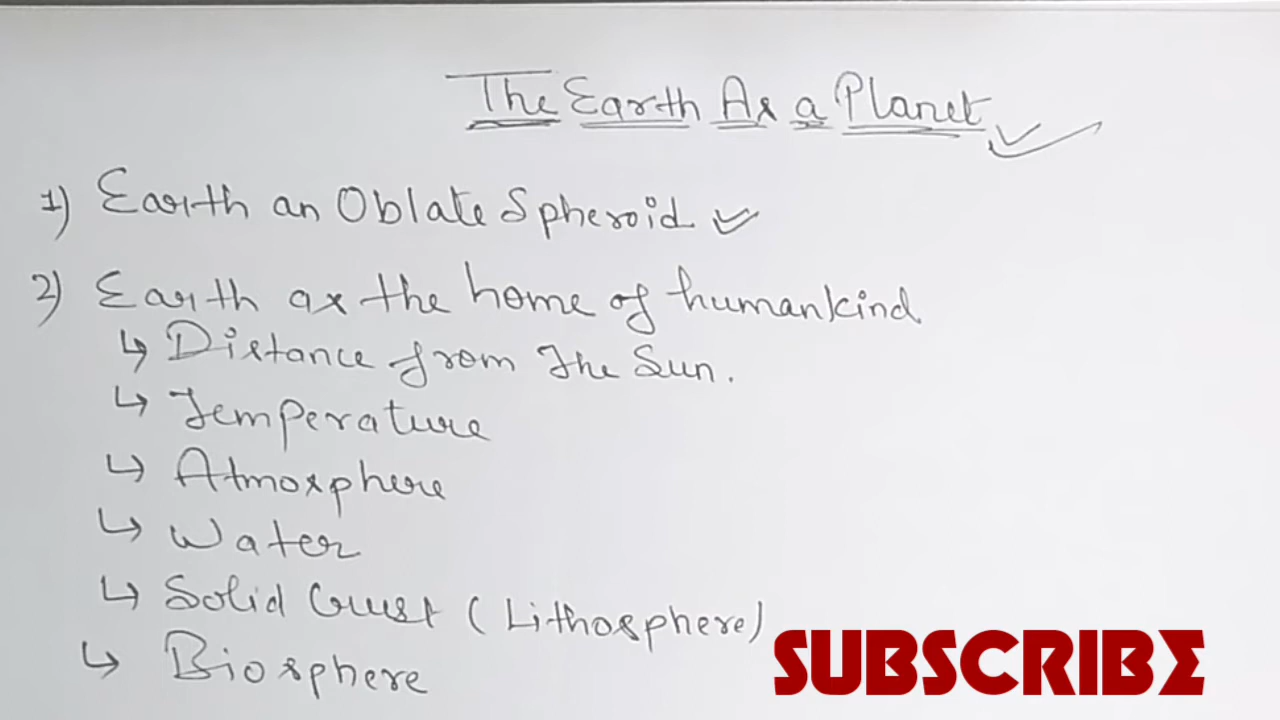 The Earth As a Planet
1) Earth an Oblate Spheroid
2) Earth as the home of humankind
↳ Distance from The Sun.
↳ Temperature
↳ Atmosphere
↳ Water
↳ Solid Crust (Lithosphere)
↳ Biosphere
SUBSCRIBE